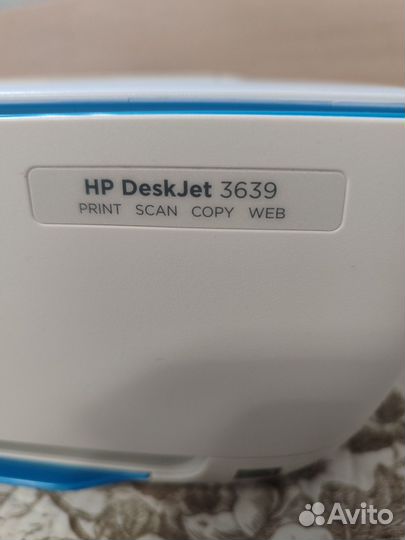 HP DeskJet 3639
PRINT SCAN COPY WEB
Avito